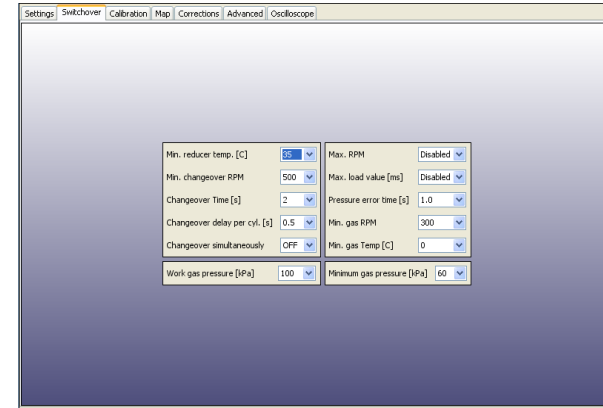 Settings Switchover Calibration Map Corrections Advanced Oscilloscope
Min. reducer temp. [C] 35
Min. changeover RPM 500
Changeover Time [s] 2
Changeover delay per cyl. [s] 0.5
Changeover simultaneously OFF
Max. RPM Disabled
Max. load value [ms] Disabled
Pressure error time [s] 1.0
Min. gas RPM 300
Min. gas Temp [C] 0
Work gas pressure [kPa] 100
Minimum gas pressure [kPa] 60